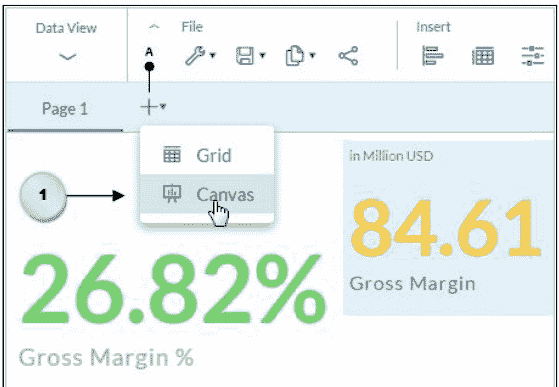 Data View
File
Insert
A
Page 1
Grid
Canvas
1
in Million USD
84.61
Gross Margin
26.82%
Gross Margin %